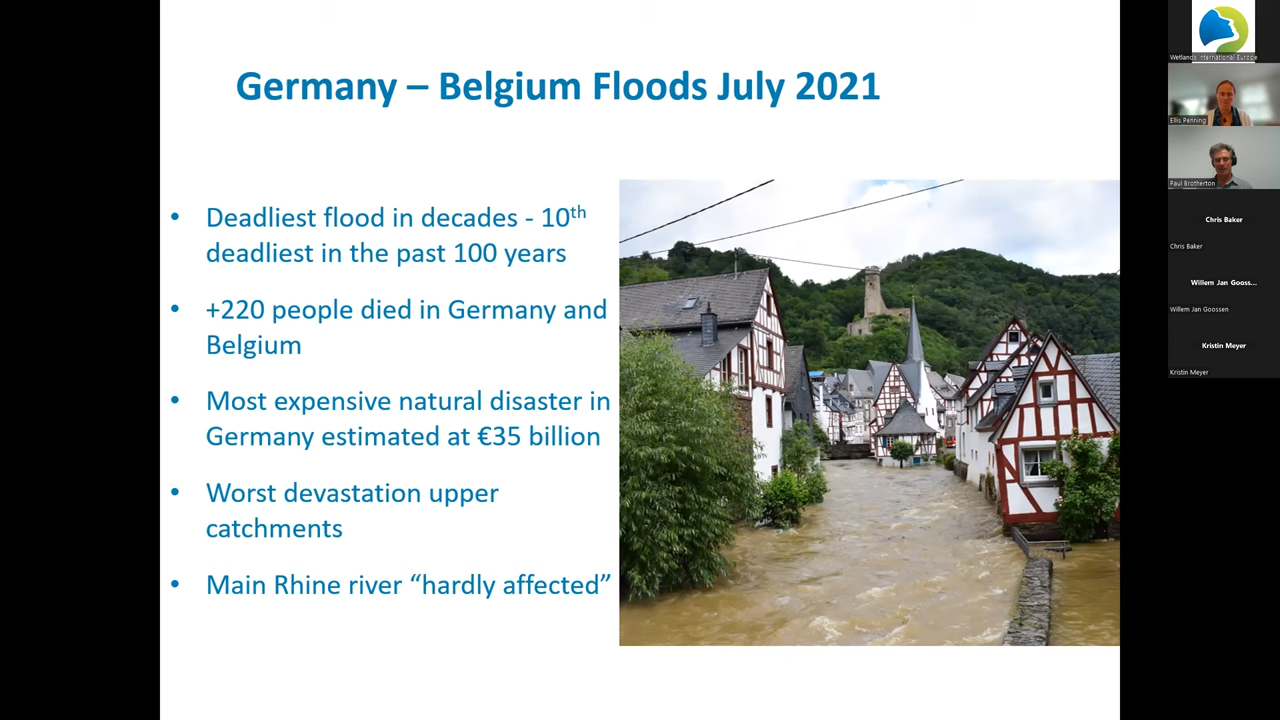 Germany – Belgium Floods July 2021
• Deadliest flood in decades - 10th
deadliest in the past 100 years
• +220 people died in Germany and
Belgium
• Most expensive natural disaster in
Germany estimated at €35 billion
• Worst devastation upper
catchments
• Main Rhine river “hardly affected”
Wetlands International Europe
Ellis Penning
Paul Brotherton
Chris Baker
Chris Baker
Willem Jan Gooss...
Willem Jan Goossen
Kristin Meyer
Kristin Meyer